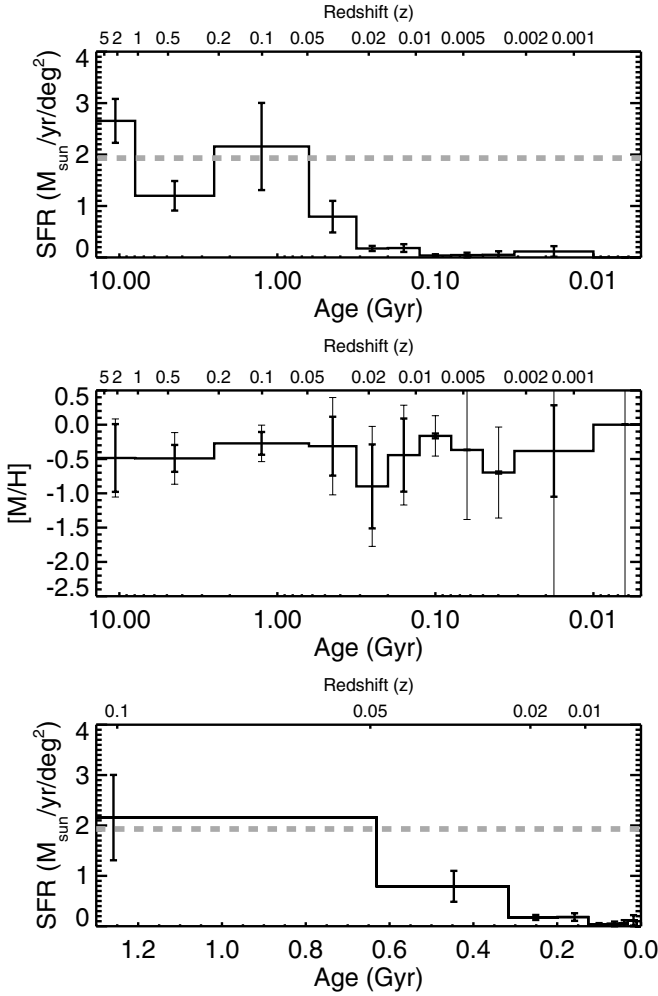 Redshift (z)
5 2 1 0.5 0.2 0.1 0.05 0.02 0.01 0.005 0.002 0.001
4
3
2
1
0
SFR (M_sun/yr/deg²)
10.00 1.00 0.10 0.01
Age (Gyr)
Redshift (z)
5 2 1 0.5 0.2 0.1 0.05 0.02 0.01 0.005 0.002 0.001
0.5
0.0
-0.5
-1.0
-1.5
-2.0
-2.5
[M/H]
10.00 1.00 0.10 0.01
Age (Gyr)
Redshift (z)
0.1 0.05 0.02 0.01
4
3
2
1
0
SFR (M_sun/yr/deg²)
1.2 1.0 0.8 0.6 0.4 0.2 0.0
Age (Gyr)